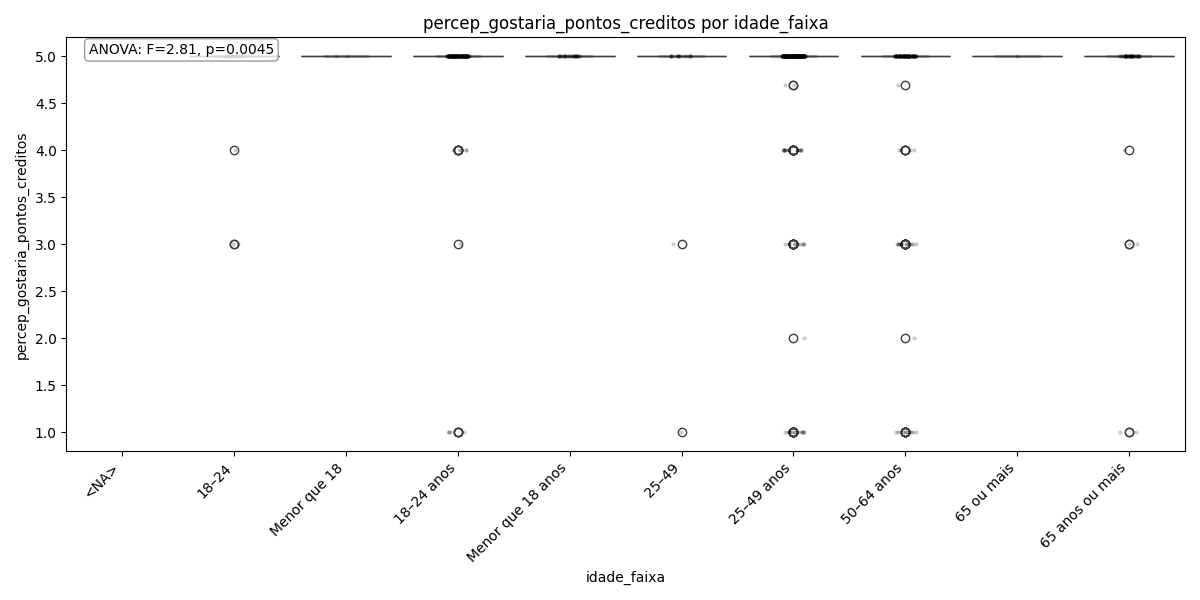 percep_gostaria_pontos_creditos por idade_faixa
ANOVA: F=2.81, p=0.0045
percep_gostaria_pontos_creditos
5.0
4.5
4.0
3.5
3.0
2.5
2.0
1.5
1.0
<NA>
18–24
Menor que 18
18–24 anos
Menor que 18 anos
25–49
25–49 anos
50–64 anos
65 ou mais
65 anos ou mais
idade_faixa